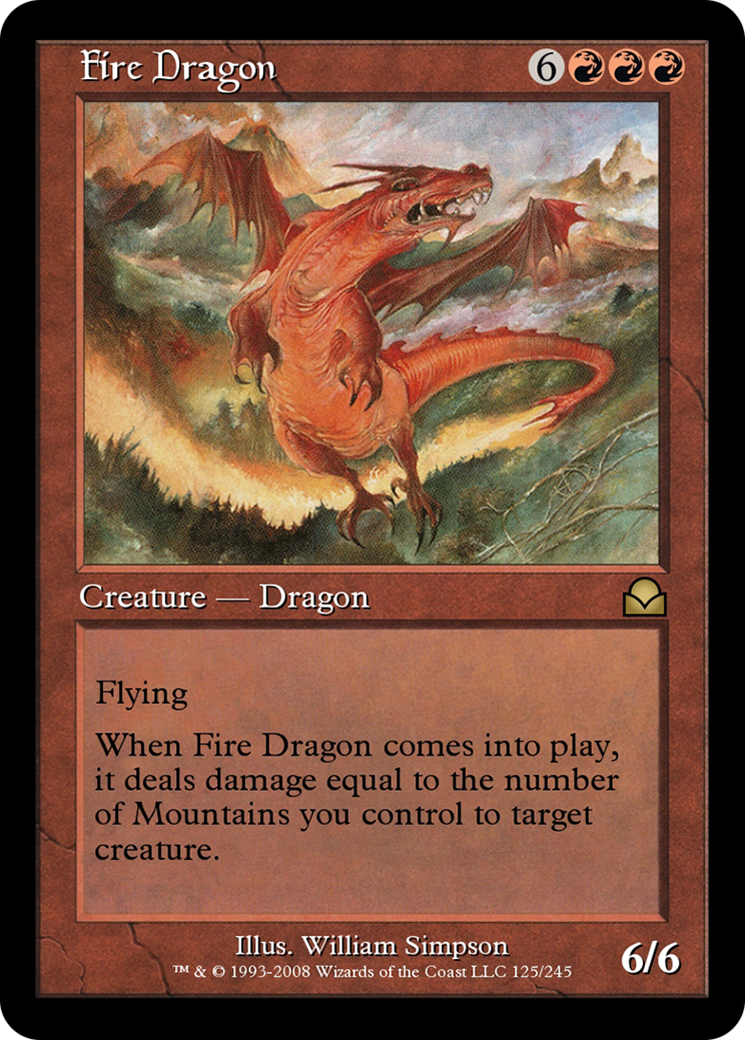 Fire Dragon 6
Creature — Dragon
Flying
When Fire Dragon comes into play,
it deals damage equal to the number
of Mountains you control to target
creature.
Illus. William Simpson
™ & © 1993-2008 Wizards of the Coast LLC 125/245
6/6